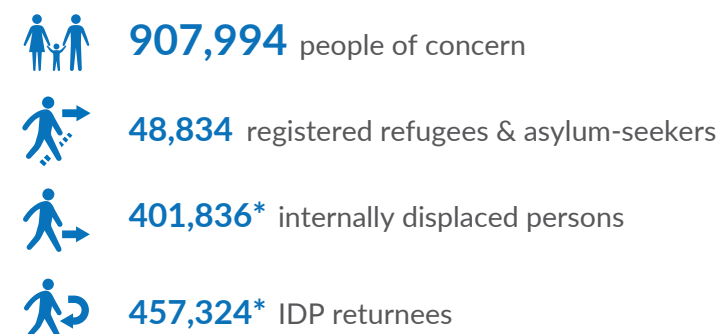 907,994 people of concern
48,834 registered refugees & asylum-seekers
401,836* internally displaced persons
457,324* IDP returnees